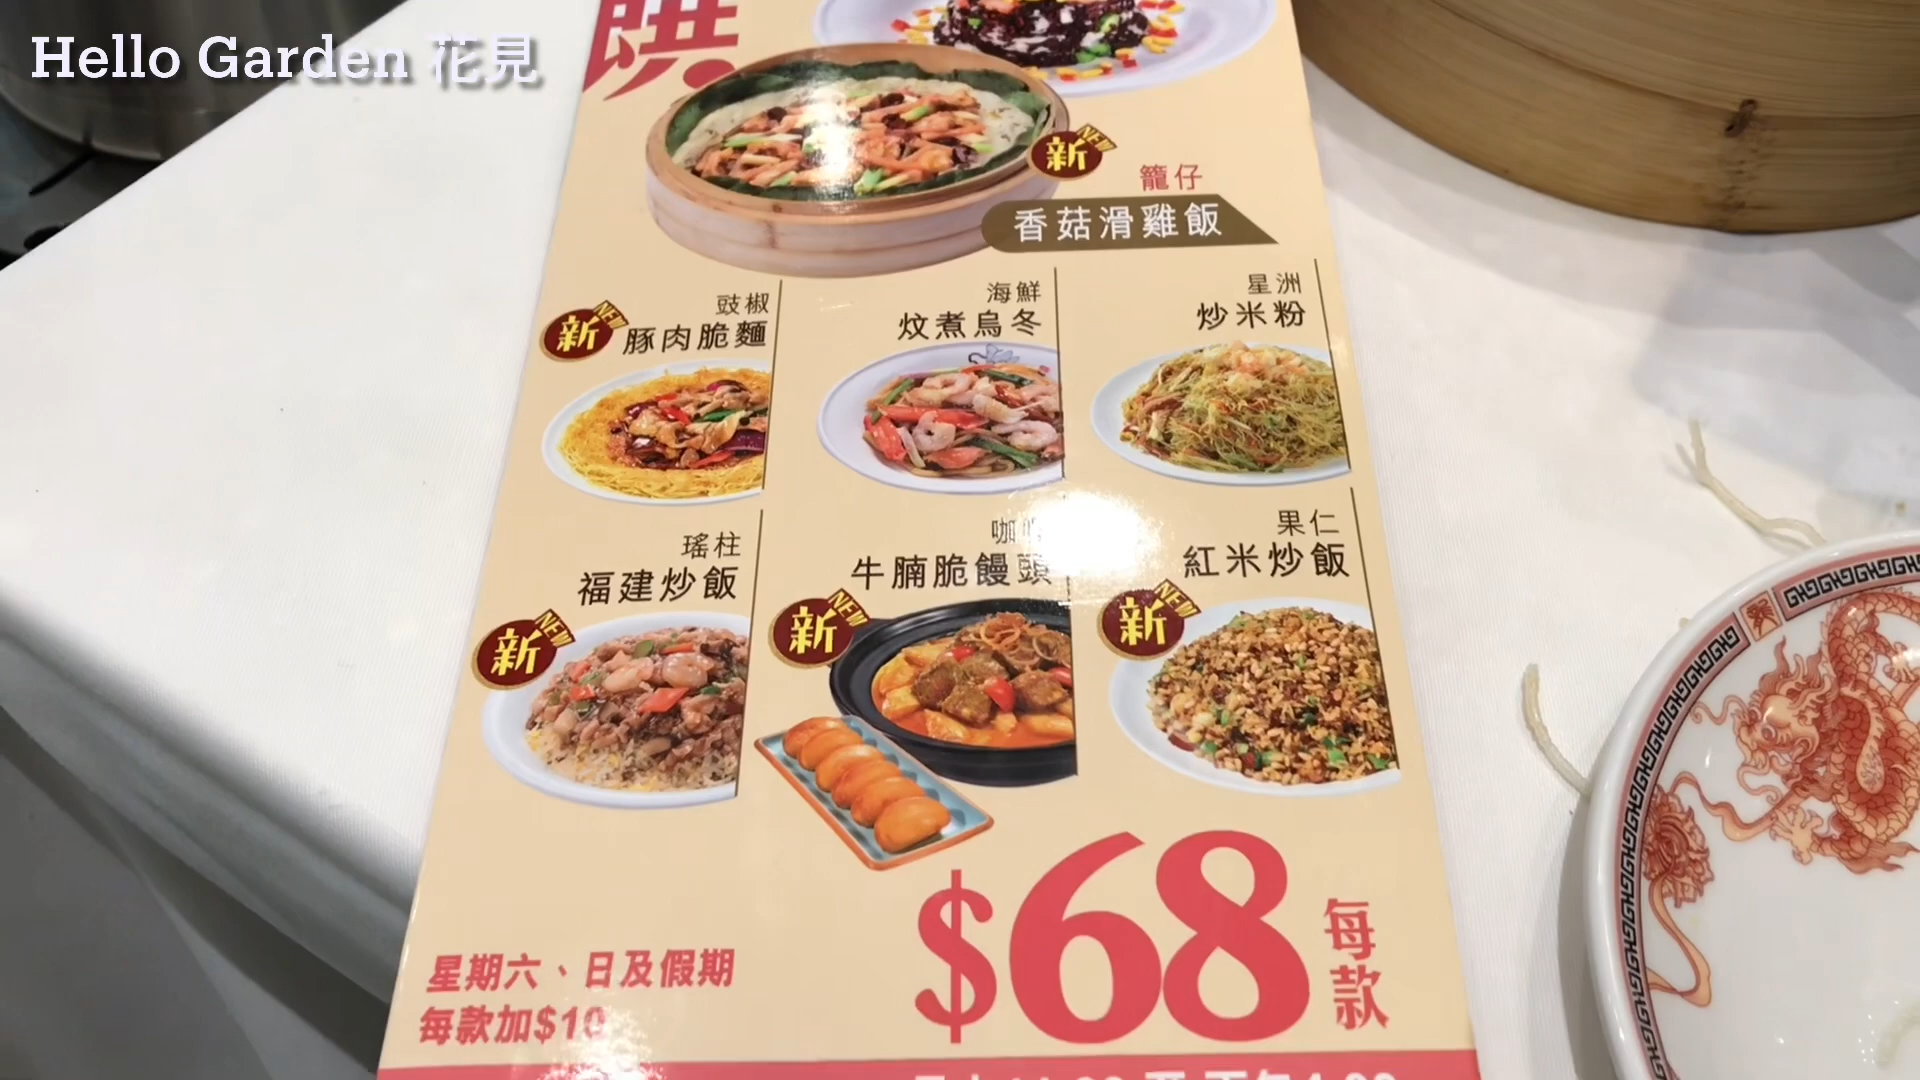 Hello Garden 花見
新 NEW
籠仔
香菇滑雞飯
新 NEW
豉椒
豚肉脆麵
海鮮
炆煮烏冬
星洲
炒米粉
瑤柱
福建炒飯
新 NEW
牛腩脆饅頭
新 NEW
果仁
紅米炒飯
新 NEW
$68 每款
星期六、日及假期
每款加$10